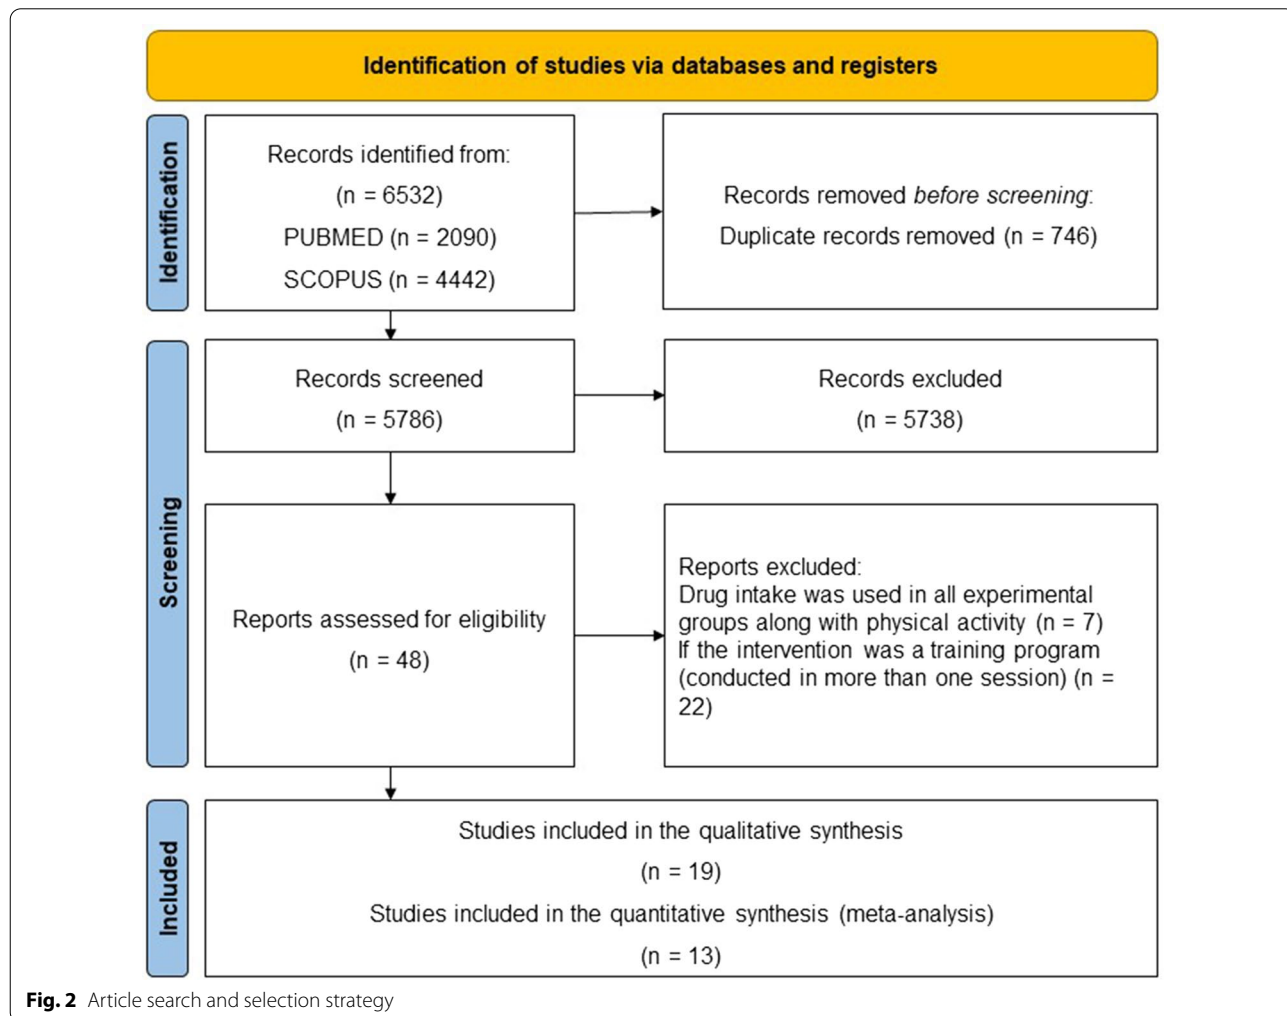 Identification of studies via databases and registers
Identification
Records identified from:
(n = 6532)
PUBMED (n = 2090)
SCOPUS (n = 4442)
Records removed before screening:
Duplicate records removed (n = 746)
Screening
Records screened
(n = 5786)
Records excluded
(n = 5738)
Reports assessed for eligibility
(n = 48)
Reports excluded:
Drug intake was used in all experimental
groups along with physical activity (n = 7)
If the intervention was a training program
(conducted in more than one session) (n =
22)
Included
Studies included in the qualitative synthesis
(n = 19)
Studies included in the quantitative synthesis (meta-analysis)
(n = 13)
Fig. 2 Article search and selection strategy